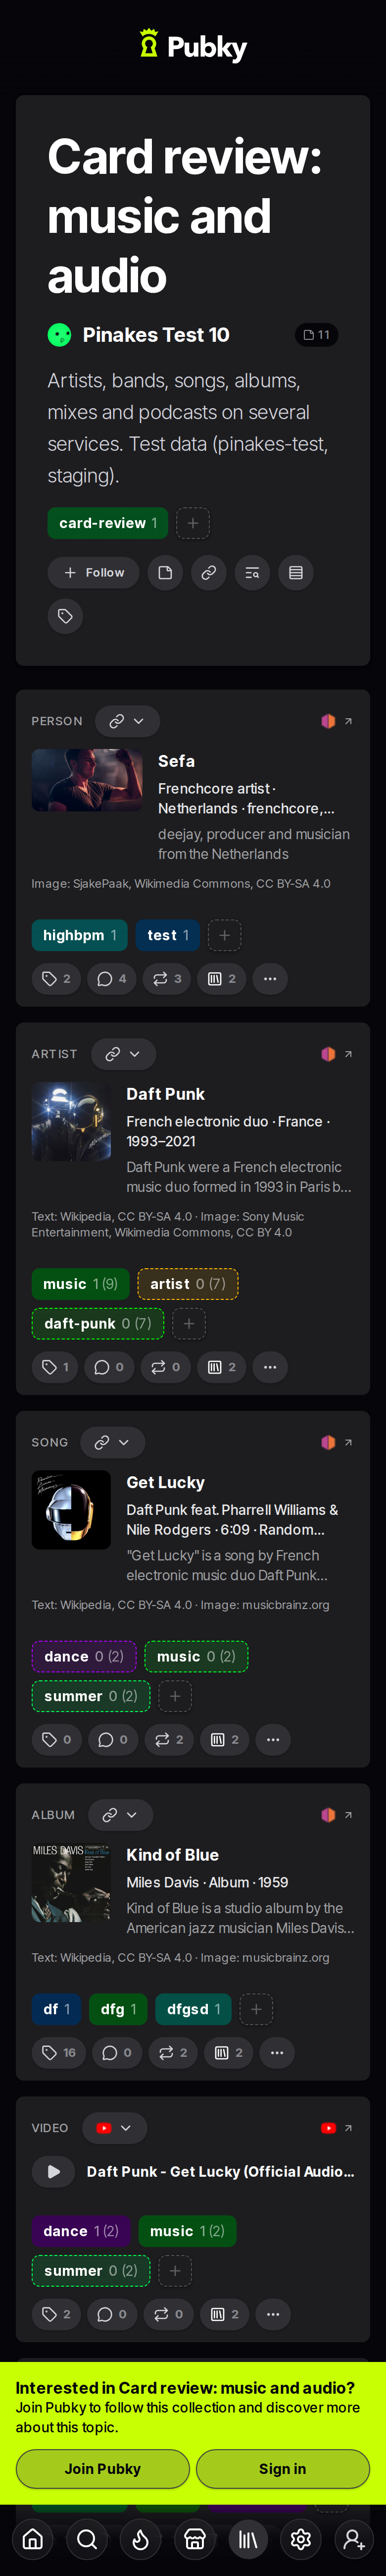 Pubky
Card review:
music and
audio
Pinakes Test 10
11
Artists, bands, songs, albums,
mixes and podcasts on several
services. Test data (pinakes-test,
staging).
card-review 1
Follow
PERSON
Sefa
Frenchcore artist ·
Netherlands · frenchcore,...
deejay, producer and musician
from the Netherlands
Image: SjakePaak, Wikimedia Commons, CC BY-SA 4.0
highbpm 1 test 1
2 4 3 2
ARTIST
Daft Punk
French electronic duo · France ·
1993–2021
Daft Punk were a French electronic
music duo formed in 1993 in Paris b...
Text: Wikipedia, CC BY-SA 4.0 · Image: Sony Music
Entertainment, Wikimedia Commons, CC BY 4.0
music 1 (9) artist 0 (7)
daft-punk 0 (7)
1 0 0 2
SONG
Get Lucky
Daft Punk feat. Pharrell Williams &
Nile Rodgers · 6:09 · Random...
"Get Lucky" is a song by French
electronic music duo Daft Punk...
Text: Wikipedia, CC BY-SA 4.0 · Image: musicbrainz.org
dance 0 (2) music 0 (2)
summer 0 (2)
0 0 2 2
ALBUM
MILES DAVIS Kind of Blue
Kind of Blue
Miles Davis · Album · 1959
Kind of Blue is a studio album by the
American jazz musician Miles Davis...
Text: Wikipedia, CC BY-SA 4.0 · Image: musicbrainz.org
df 1 dfg 1 dfgsd 1
16 0 2 2
VIDEO
Daft Punk - Get Lucky (Official Audio...
dance 1 (2) music 1 (2)
summer 0 (2)
2 0 0 2
Interested in Card review: music and audio?
Join Pubky to follow this collection and discover more
about this topic.
Join Pubky Sign in